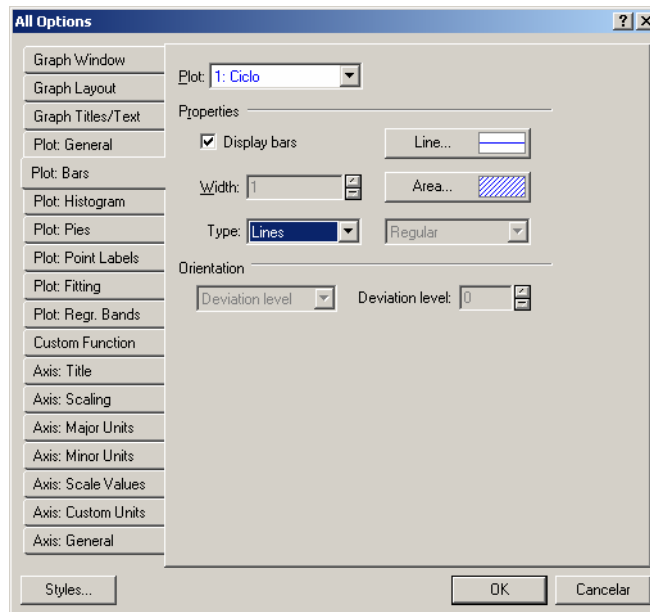 All Options
Graph Window
Graph Layout
Graph Titles/Text
Plot: General
Plot: Bars
Plot: Histogram
Plot: Pies
Plot: Point Labels
Plot: Fitting
Plot: Regr. Bands
Custom Function
Axis: Title
Axis: Scaling
Axis: Major Units
Axis: Minor Units
Axis: Scale Values
Axis: Custom Units
Axis: General
Plot: 1: Ciclo
Properties
Display bars Line...
Width: 1 Area...
Type: Lines Regular
Orientation
Deviation level Deviation level: 0
Styles... OK Cancelar